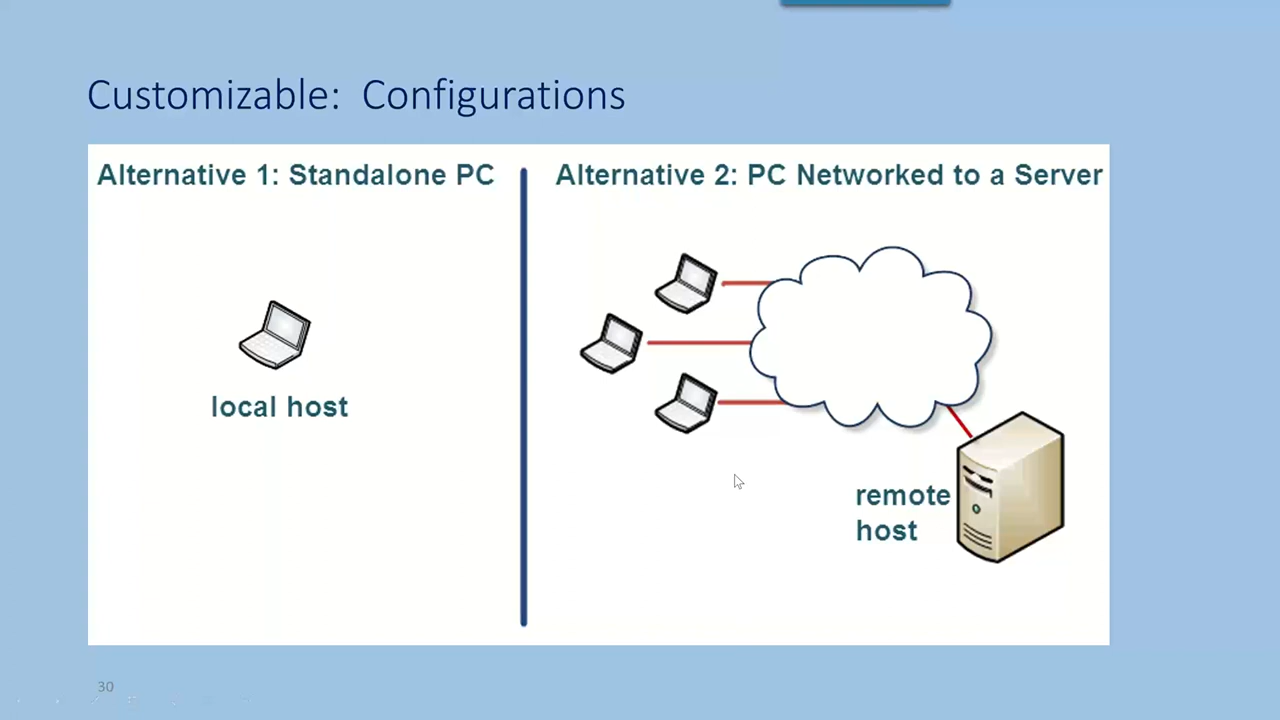 Customizable:  Configurations
Alternative 1: Standalone PC
Alternative 2: PC Networked to a Server
local host
remote
host
30